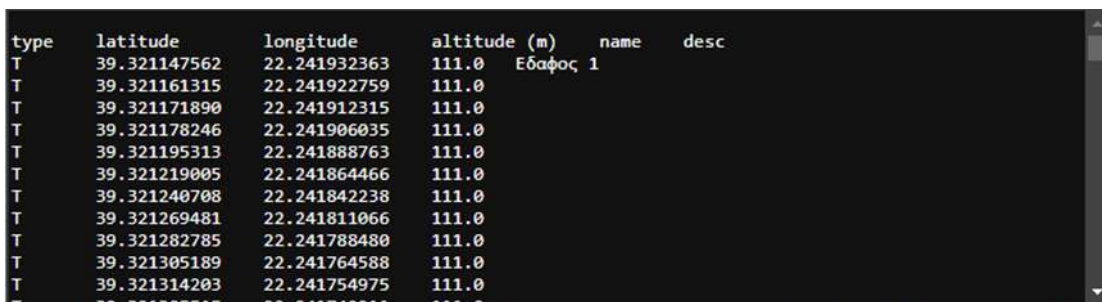 type latitude longitude altitude (m) name desc
T 39.321147562 22.241932363 111.0 Εδαφος 1
T 39.321161315 22.241922759 111.0
T 39.321171890 22.241912315 111.0
T 39.321178246 22.241906035 111.0
T 39.321195313 22.241888763 111.0
T 39.321219005 22.241864466 111.0
T 39.321240708 22.241842238 111.0
T 39.321269481 22.241811066 111.0
T 39.321282785 22.241788480 111.0
T 39.321305189 22.241764588 111.0
T 39.321314203 22.241754975 111.0